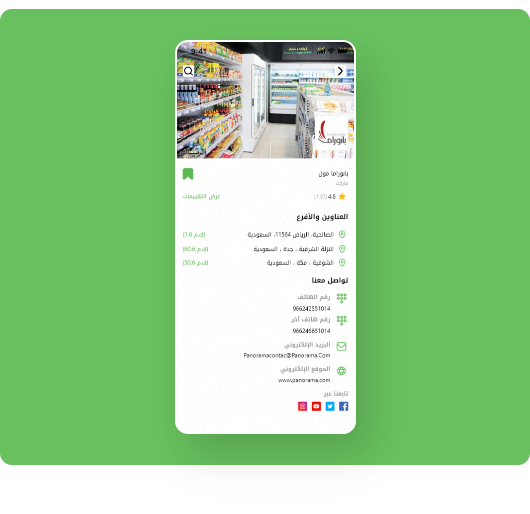 9:41
بانوراما
بانوراما مول
ماركت
4.6 (130)
عرض التقييمات
العناوين والأفرع
الصالحية، الرياض 11564، السعودية
(1.6 كم)
النزلة الشرقية ، جدة ، السعودية
(60.6 كم)
الشوقية ، مكة ، السعودية
(50.6 كم)
تواصل معنا
رقم الهاتف
966242551014
رقم هاتف آخر
966246651014
البريد الإلكتروني
Panoramacontac@Panorama.Com
الموقع الإلكتروني
www.panorama.com
تابعنا عبر